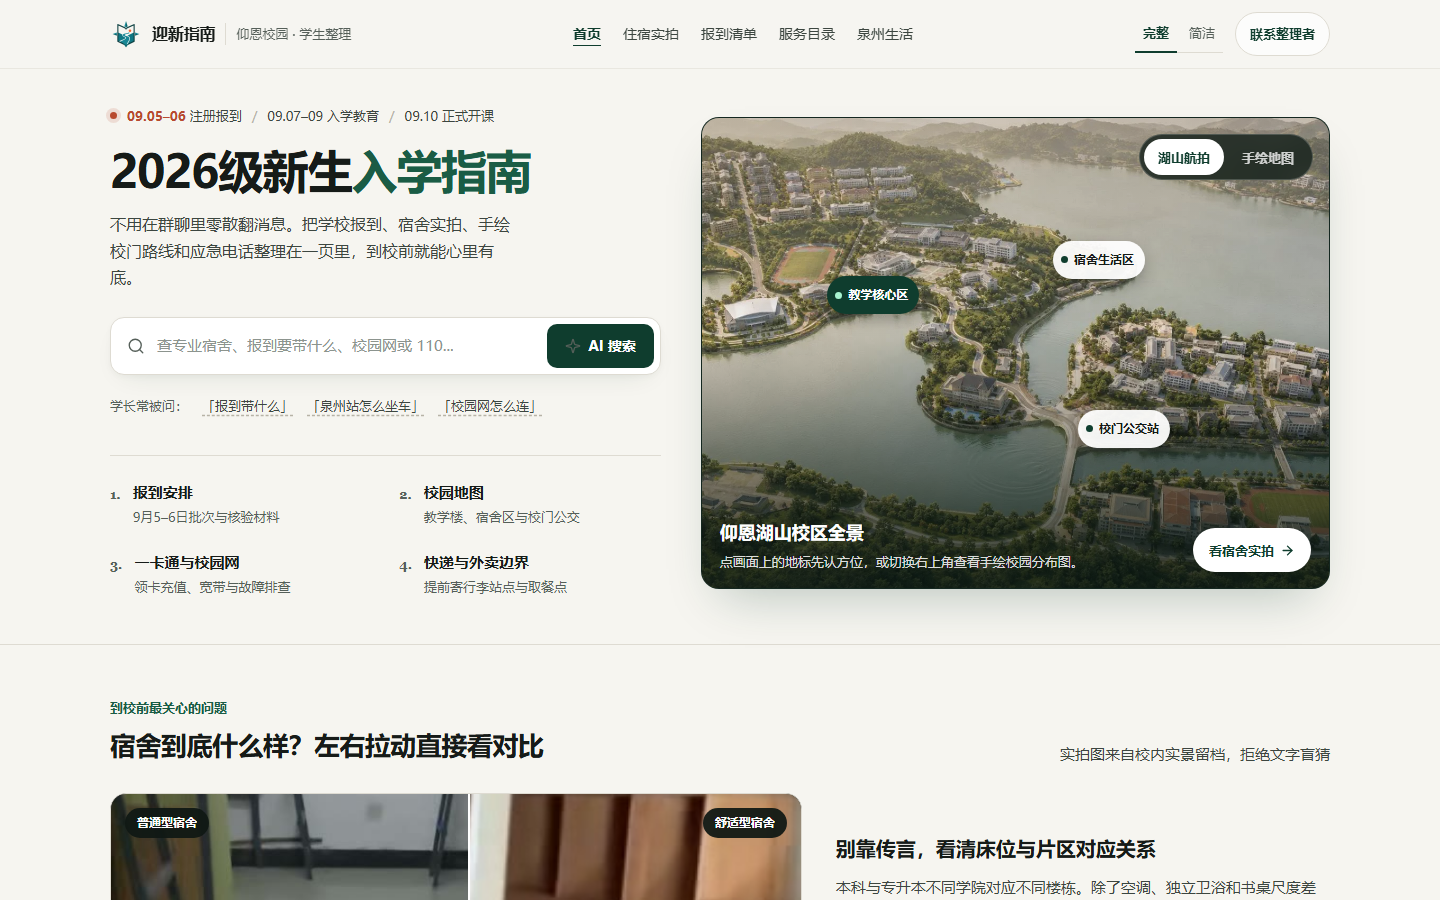 迎新指南
仰恩校园 · 学生整理
首页
住宿实拍
报到清单
服务目录
泉州生活
完整
简洁
联系整理者
09.05–06 注册报到 / 09.07–09 入学教育 / 09.10 正式开课
2026级新生入学指南
不用在群聊里零散翻消息。把学校报到、宿舍实拍、手绘
校门路线和应急电话整理在一页里，到校前就能心里有
底。
查专业宿舍、报到要带什么、校园网或 110...
AI 搜索
学长常被问：
「报到带什么」
「泉州站怎么坐车」
「校园网怎么连」
1. 报到安排
9月5–6日批次与核验材料
2. 校园地图
教学楼、宿舍区与校门公交
3. 一卡通与校园网
领卡充值、宽带与故障排查
4. 快递与外卖边界
提前寄行李站点与取餐点
湖山航拍
手绘地图
宿舍生活区
教学核心区
校门公交站
仰恩湖山校区全景
点画面上的地标先认方位，或切换右上角查看手绘校园分布图。
看宿舍实拍 →
到校前最关心的问题
宿舍到底什么样？左右拉动直接看对比
实拍图来自校内实景留档，拒绝文字盲猜
普通型宿舍
舒适型宿舍
别靠传言，看清床位与片区对应关系
本科与专升本不同学院对应不同楼栋。除了空调、独立卫浴和书桌尺度差